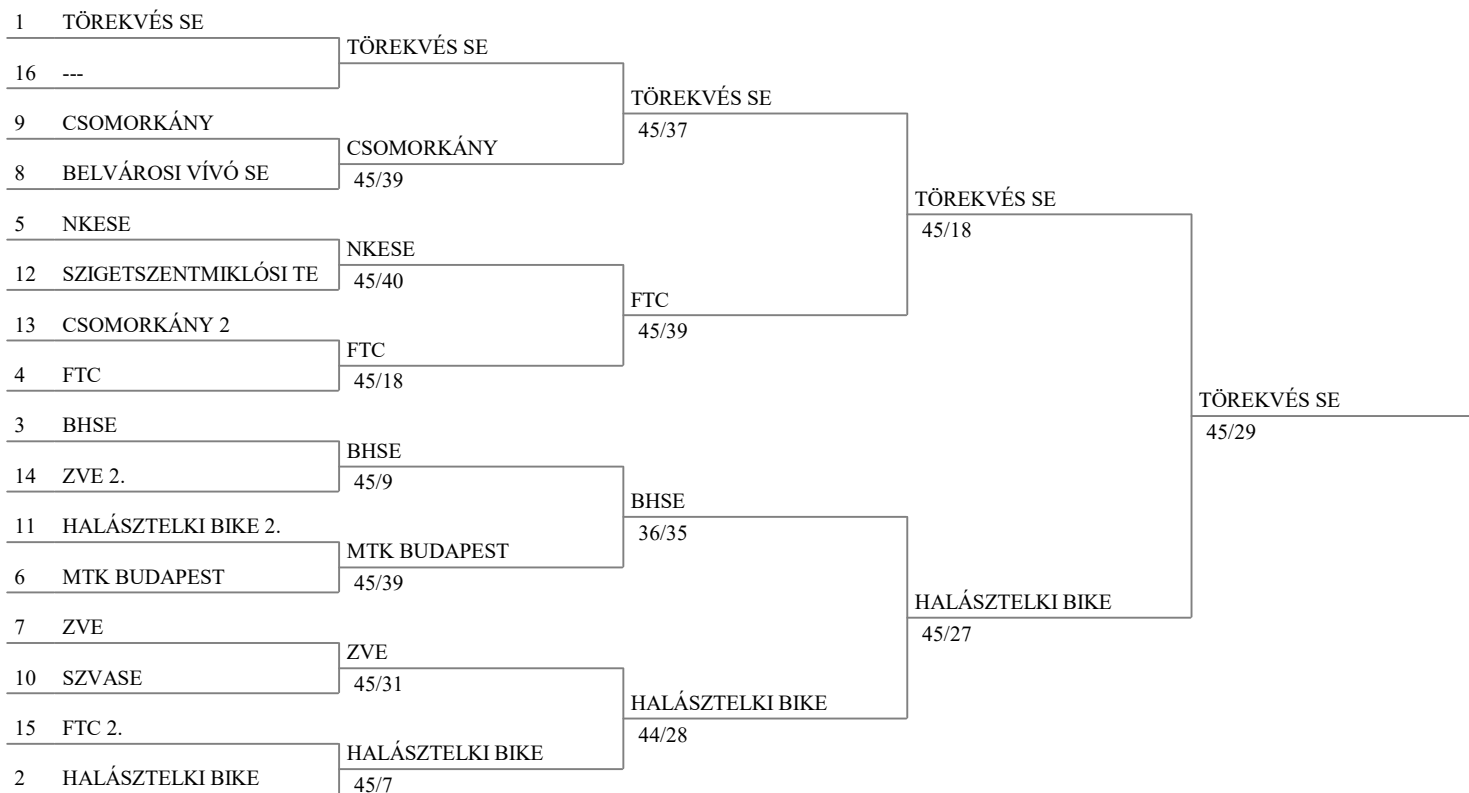 1 TÖREKVÉS SE
16 ---
9 CSOMORKÁNY
8 BELVÁROSI VÍVÓ SE
5 NKESE
12 SZIGETSZENTMIKLÓSI TE
13 CSOMORKÁNY 2
4 FTC
3 BHSE
14 ZVE 2.
11 HALÁSZTELKI BIKE 2.
6 MTK BUDAPEST
7 ZVE
10 SZVASE
15 FTC 2.
2 HALÁSZTELKI BIKE
TÖREKVÉS SE
CSOMORKÁNY
45/39
NKESE
45/40
FTC
45/18
BHSE
45/9
MTK BUDAPEST
45/39
ZVE
45/31
HALÁSZTELKI BIKE
45/7
TÖREKVÉS SE
45/37
FTC
45/39
BHSE
36/35
HALÁSZTELKI BIKE
44/28
TÖREKVÉS SE
45/18
HALÁSZTELKI BIKE
45/27
TÖREKVÉS SE
45/29